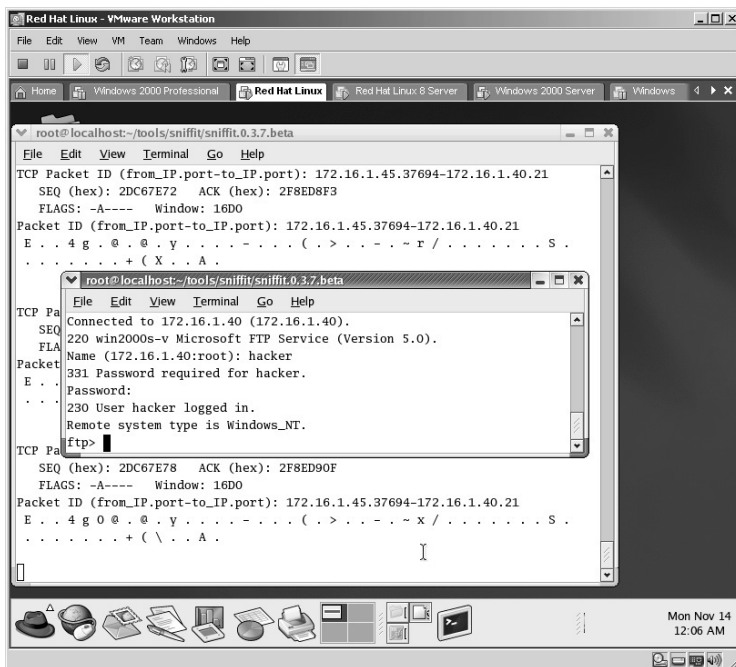 Red Hat Linux - VMware Workstation
File Edit View VM Team Windows Help
Home Windows 2000 Professional Red Hat Linux Red Hat Linux 8 Server Windows 2000 Server Windows
root@localhost:~/tools/sniffit/sniffit.0.3.7.beta
File Edit View Terminal Go Help
TCP Packet ID (from_IP.port-to_IP.port): 172.16.1.45.37694-172.16.1.40.21
SEQ (hex): 2DC67E72 ACK (hex): 2F8ED8F3
FLAGS: -A---- Window: 16D0
Packet ID (from_IP.port-to_IP.port): 172.16.1.45.37694-172.16.1.40.21
E . . 4 g . @ . @ . y . . . . - . . . ( . > . . - . ~ r / . . . . . . . S .
. . . . . . . + ( X . . A .
root@localhost:~/tools/sniffit/sniffit.0.3.7.beta
File Edit View Terminal Go Help
Connected to 172.16.1.40 (172.16.1.40).
220 win2000s-v Microsoft FTP Service (Version 5.0).
Name (172.16.1.40:root): hacker
331 Password required for hacker.
Password:
230 User hacker logged in.
Remote system type is Windows_NT.
ftp>
TCP Pa
SEQ
FLA
Packet
E . .
. . .
TCP Pa
SEQ (hex): 2DC67E78 ACK (hex): 2F8ED90F
FLAGS: -A---- Window: 16D0
Packet ID (from_IP.port-to_IP.port): 172.16.1.45.37694-172.16.1.40.21
E . . 4 g O @ . @ . y . . . . - . . . ( . > . . - . ~ x / . . . . . . . S .
. . . . . . . + ( \ . . A .
Mon Nov 14
12:06 AM